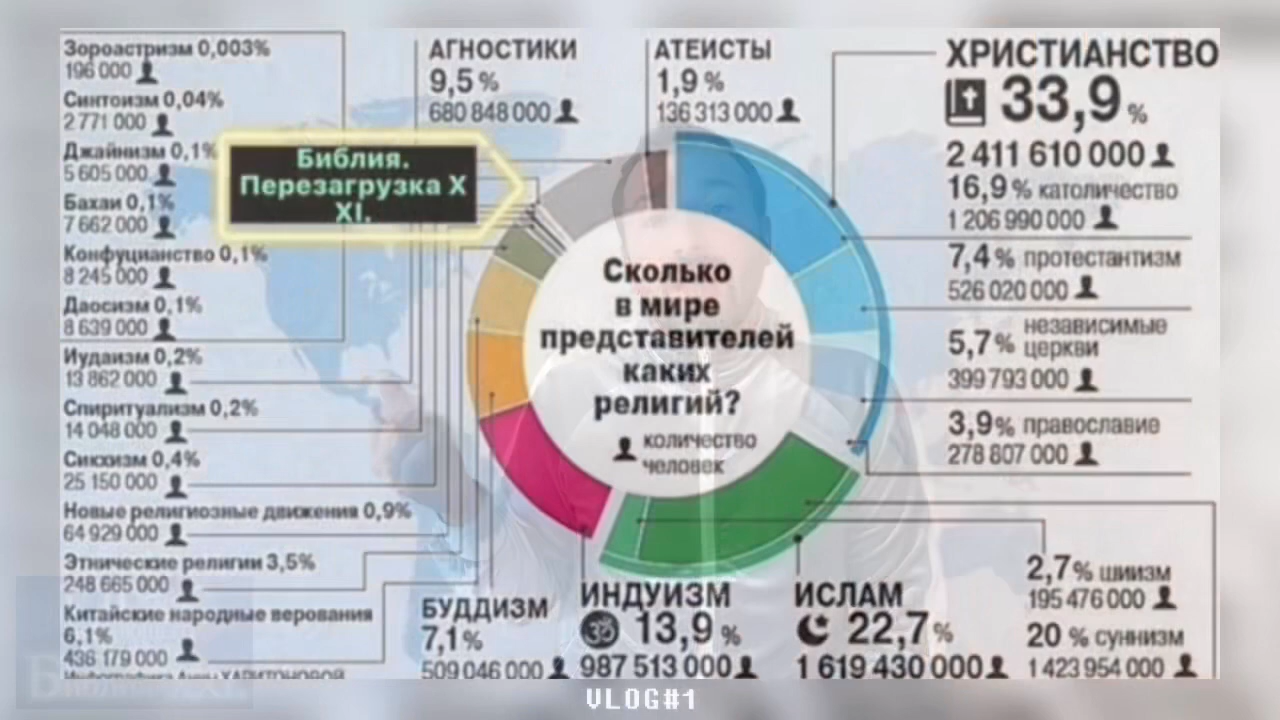 Зороастризм 0,003%
196 000
Синтоизм 0,04%
2 771 000
Джайнизм 0,1%
5 605 000
Бахаи 0,1%
7 662 000
Конфуцианство 0,1%
8 245 000
Даосизм 0,1%
8 639 000
Иудаизм 0,2%
13 862 000
Спиритуализм 0,2%
14 048 000
Сикхизм 0,4%
25 150 000
Новые религиозные движения 0,9%
64 929 000
Этнические религии 3,5%
248 665 000
Китайские народные верования
6,1%
436 179 000
Инфографика Анны ХАРИТОНОВОЙ
Библия.
Перезагрузка X
XI.
АГНОСТИКИ
9,5 %
680 848 000
АТЕИСТЫ
1,9 %
136 313 000
ХРИСТИАНСТВО
33,9 %
2 411 610 000
16,9 % католичество
1 206 990 000
7,4 % протестантизм
526 020 000
5,7 % независимые
церкви
399 793 000
3,9 % православие
278 807 000
Сколько
в мире
представителей
каких
религий?
количество
человек
БУДДИЗМ
7,1 %
509 046 000
ИНДУИЗМ
13,9 %
987 513 000
ИСЛАМ
22,7 %
1 619 430 000
2,7 % шиизм
195 476 000
20 % суннизм
1 423 954 000
VLOG#1